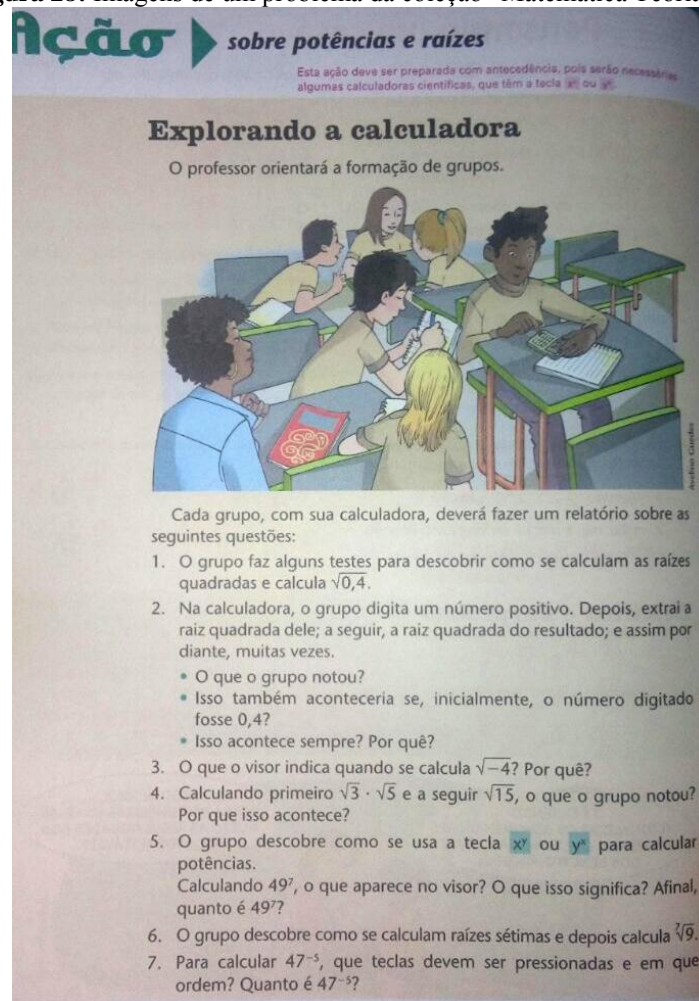 Ação sobre potências e raízes
Esta ação deve ser preparada com antecedência, pois serão necessárias
algumas calculadoras científicas, que têm a tecla xʸ ou yˣ.
Explorando a calculadora
O professor orientará a formação de grupos.
Cada grupo, com sua calculadora, deverá fazer um relatório sobre as
seguintes questões:
1. O grupo faz alguns testes para descobrir como se calculam as raízes
quadradas e calcula √0,4.
2. Na calculadora, o grupo digita um número positivo. Depois, extrai a
raiz quadrada dele; a seguir, a raiz quadrada do resultado; e assim por
diante, muitas vezes.
• O que o grupo notou?
• Isso também aconteceria se, inicialmente, o número digitado
fosse 0,4?
• Isso acontece sempre? Por quê?
3. O que o visor indica quando se calcula √−4? Por quê?
4. Calculando primeiro √3 · √5 e a seguir √15, o que o grupo notou?
Por que isso acontece?
5. O grupo descobre como se usa a tecla xʸ ou yˣ para calcular
potências.
Calculando 49⁷, o que aparece no visor? O que isso significa? Afinal,
quanto é 49⁷?
6. O grupo descobre como se calculam raízes sétimas e depois calcula ⁷√9.
7. Para calcular 47⁻⁵, que teclas devem ser pressionadas e em que
ordem? Quanto é 47⁻⁵?